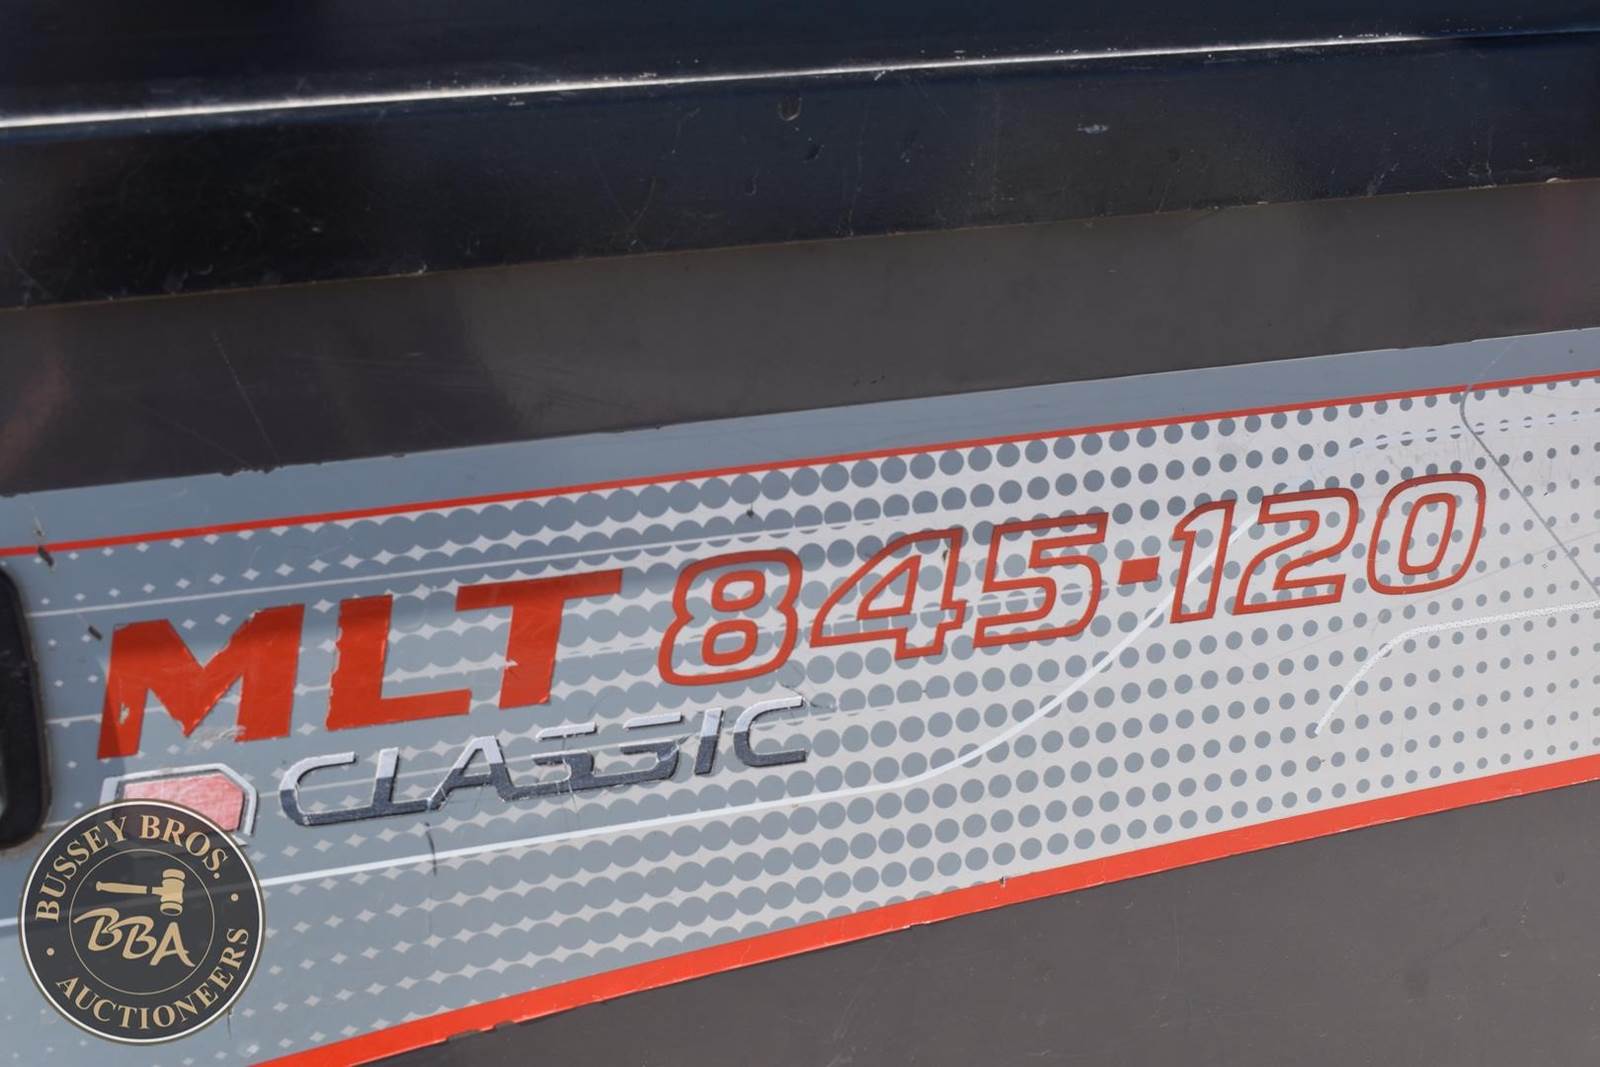 MLT 845-120
CLASSIC
BUSSEY BROS.
BBA
AUCTIONEERS